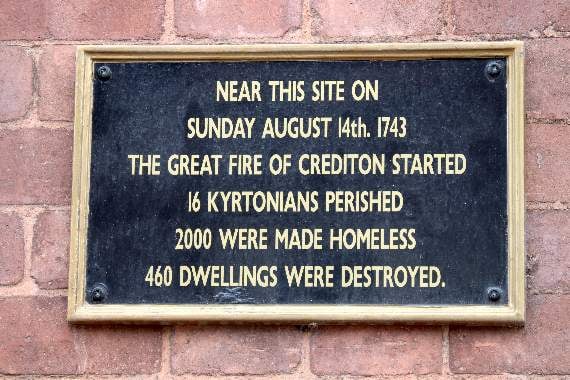 NEAR THIS SITE ON
SUNDAY AUGUST 14th. 1743
THE GREAT FIRE OF CREDITON STARTED
16 KYRTONIANS PERISHED
2000 WERE MADE HOMELESS
460 DWELLINGS WERE DESTROYED.